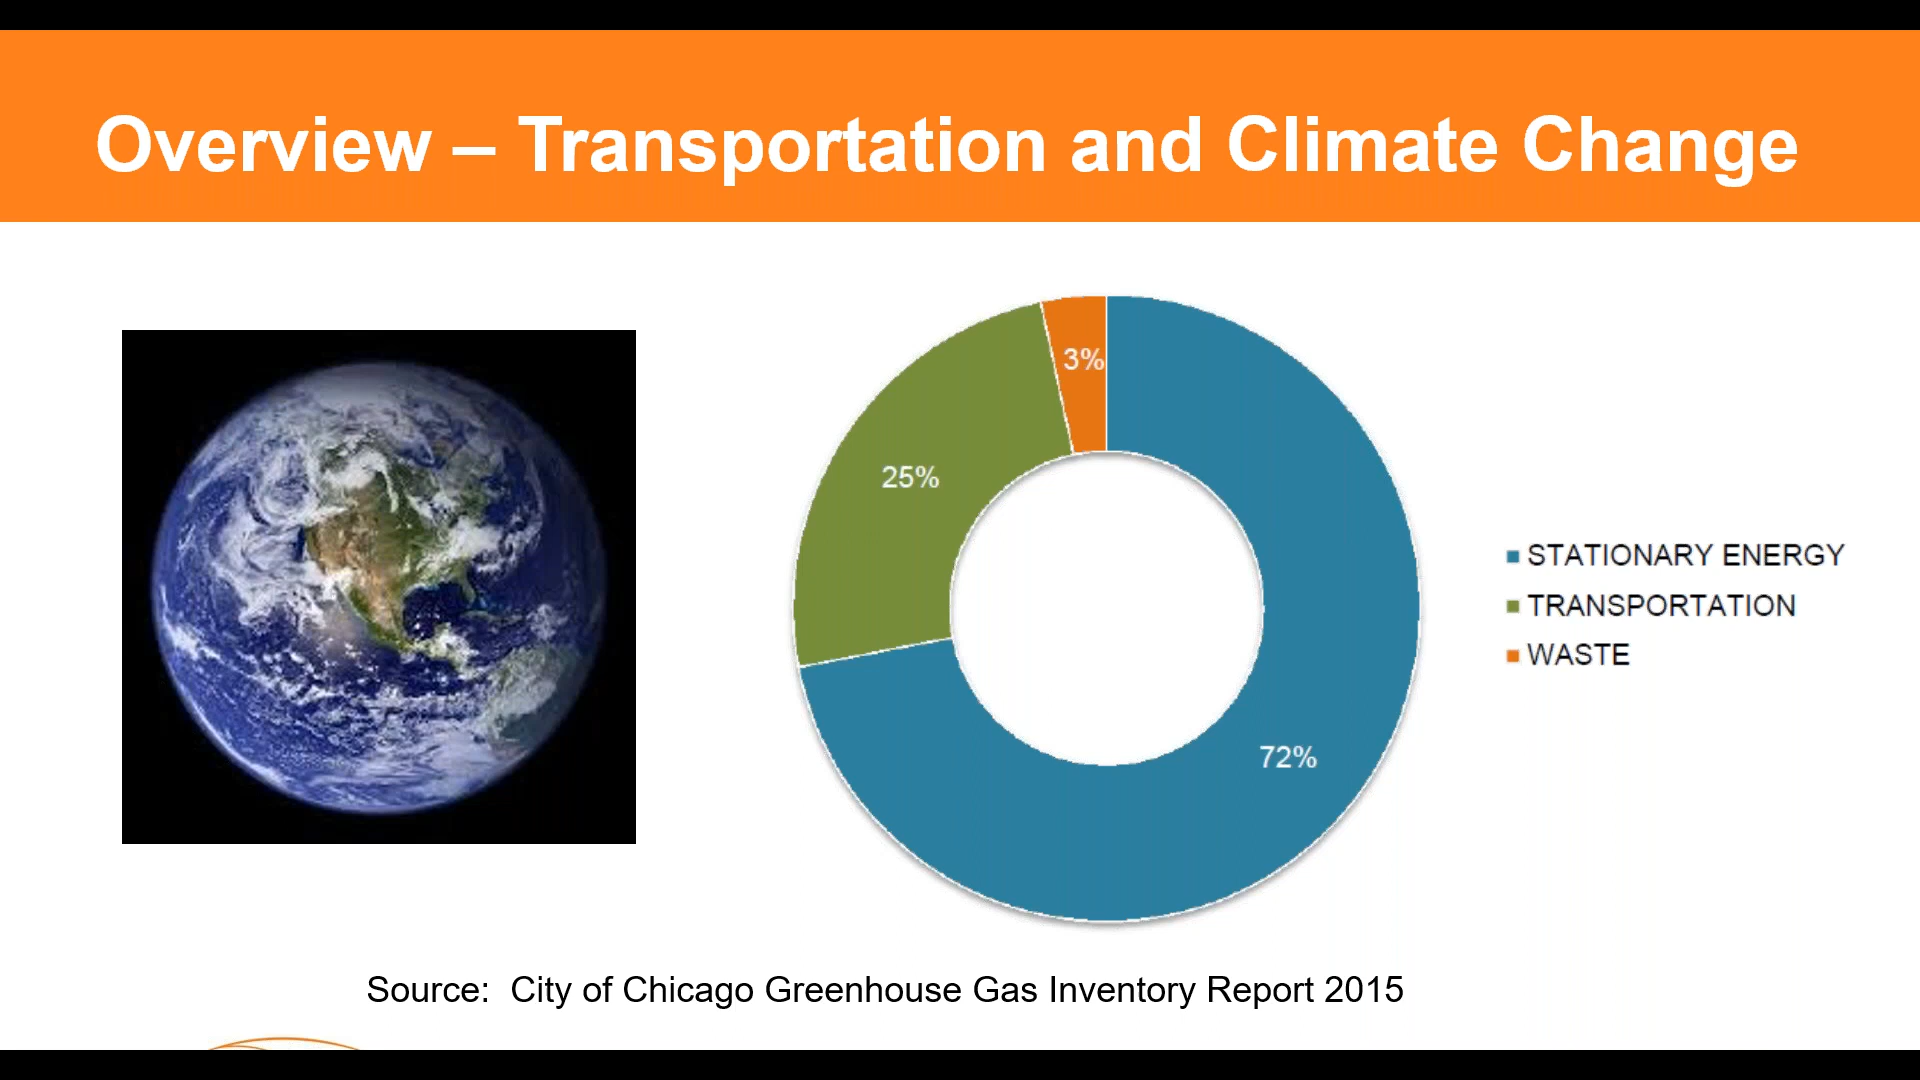 Overview – Transportation and Climate Change
3%
25%
72%
STATIONARY ENERGY
TRANSPORTATION
WASTE
Source:  City of Chicago Greenhouse Gas Inventory Report 2015